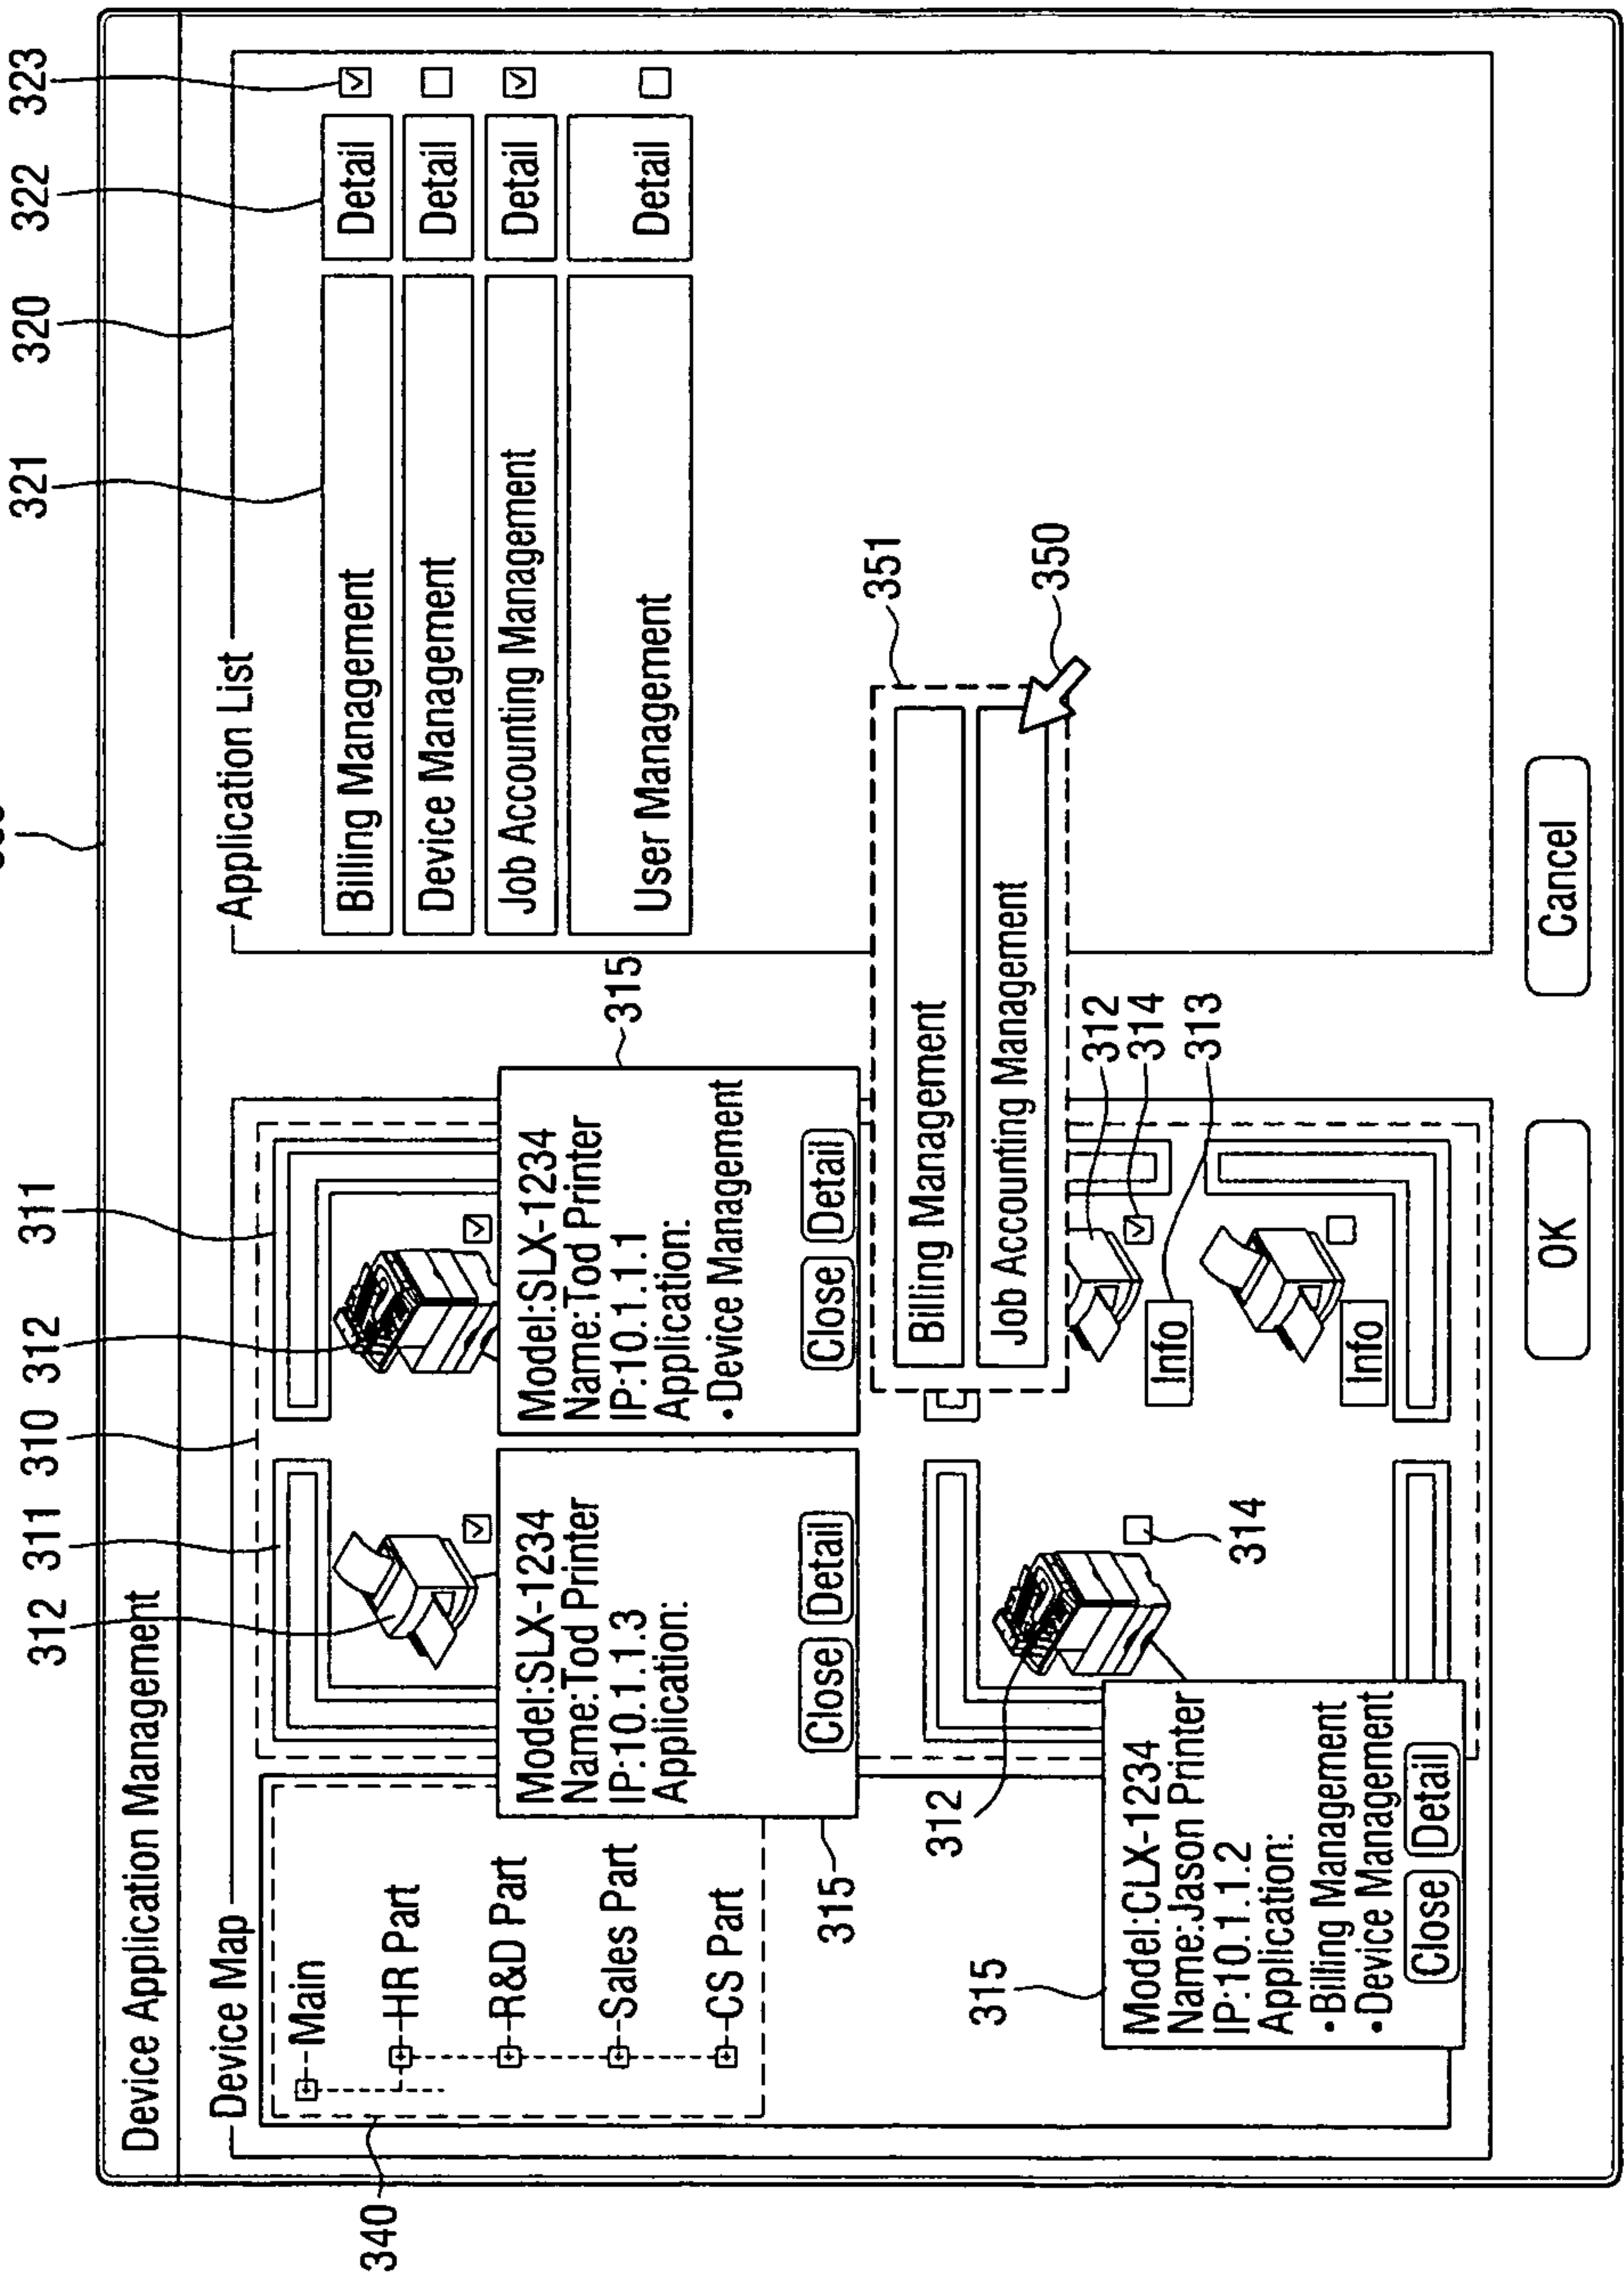 323
322
320
321
312
311
310
312
311
Device Application Management
Device Map
Application List
Main
HR Part
R&D Part
Sales Part
CS Part
340
Billing Management
Detail
Device Management
Detail
Job Accounting Management
Detail
User Management
Detail
Model:SLX-1234
Name:Tod Printer
IP:10.1.1.3
Application:
Close
Detail
315
Model:SLX-1234
Name:Tod Printer
IP:10.1.1.1
Application:
• Device Management
Close
Detail
315
351
Billing Management
Job Accounting Management
350
312
314
313
Info
Info
312
314
315
Model:CLX-1234
Name:Jason Printer
IP:10.1.1.2
Application:
• Billing Management
• Device Management
Close
Detail
OK
Cancel